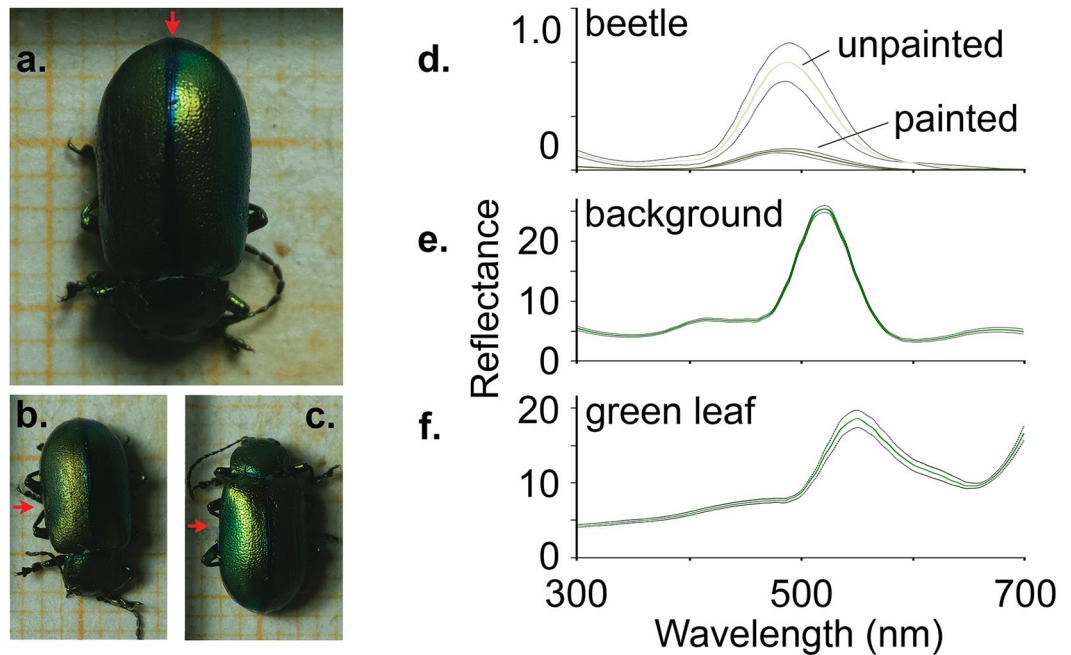 a.
b.
c.
d.
beetle
unpainted
painted
1.0
0
e.
background
20
10
0
f.
green leaf
20
10
0
Reflectance
300 500 700
Wavelength (nm)